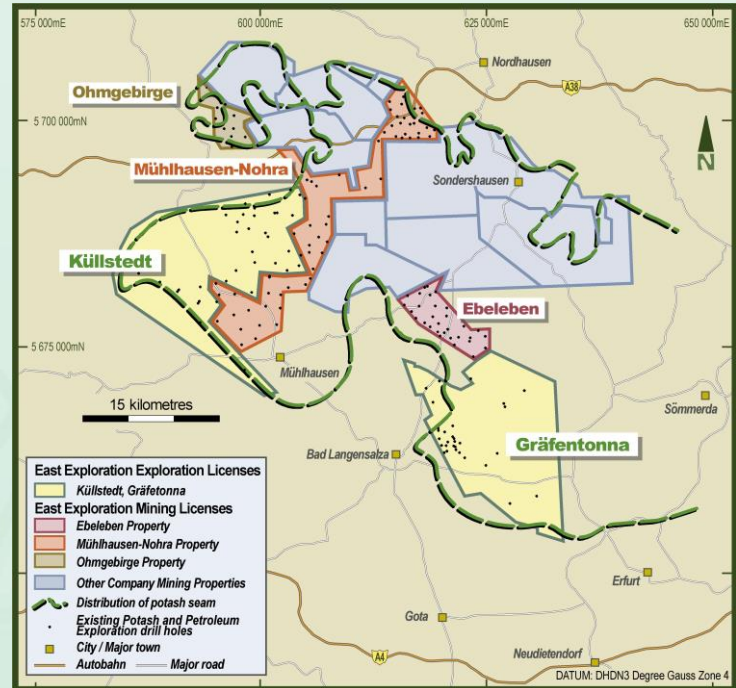 575 000mE
600 000mE
625 000mE
650 000mE
Nordhausen
Ohmgebirge
A38
5 700 000mN
N
Mühlhausen-Nohra
Sondershausen
Küllstedt
Ebeleben
5 675 000mN
Mühlhausen
15 kilometres
Sömmerda
Gräfentonna
Bad Langensalza
East Exploration Exploration Licenses
Küllstedt, Gräfetonna
East Exploration Mining Licenses
Ebeleben Property
Mühlhausen-Nohra Property
Ohmgebirge Property
Other Company Mining Properties
Distribution of potash seam
Existing Potash and Petroleum
Exploration drill holes
City / Major town
Autobahn
Major road
Erfurt
Gota
A4
Neudietendorf
DATUM: DHDN3 Degree Gauss Zone 4